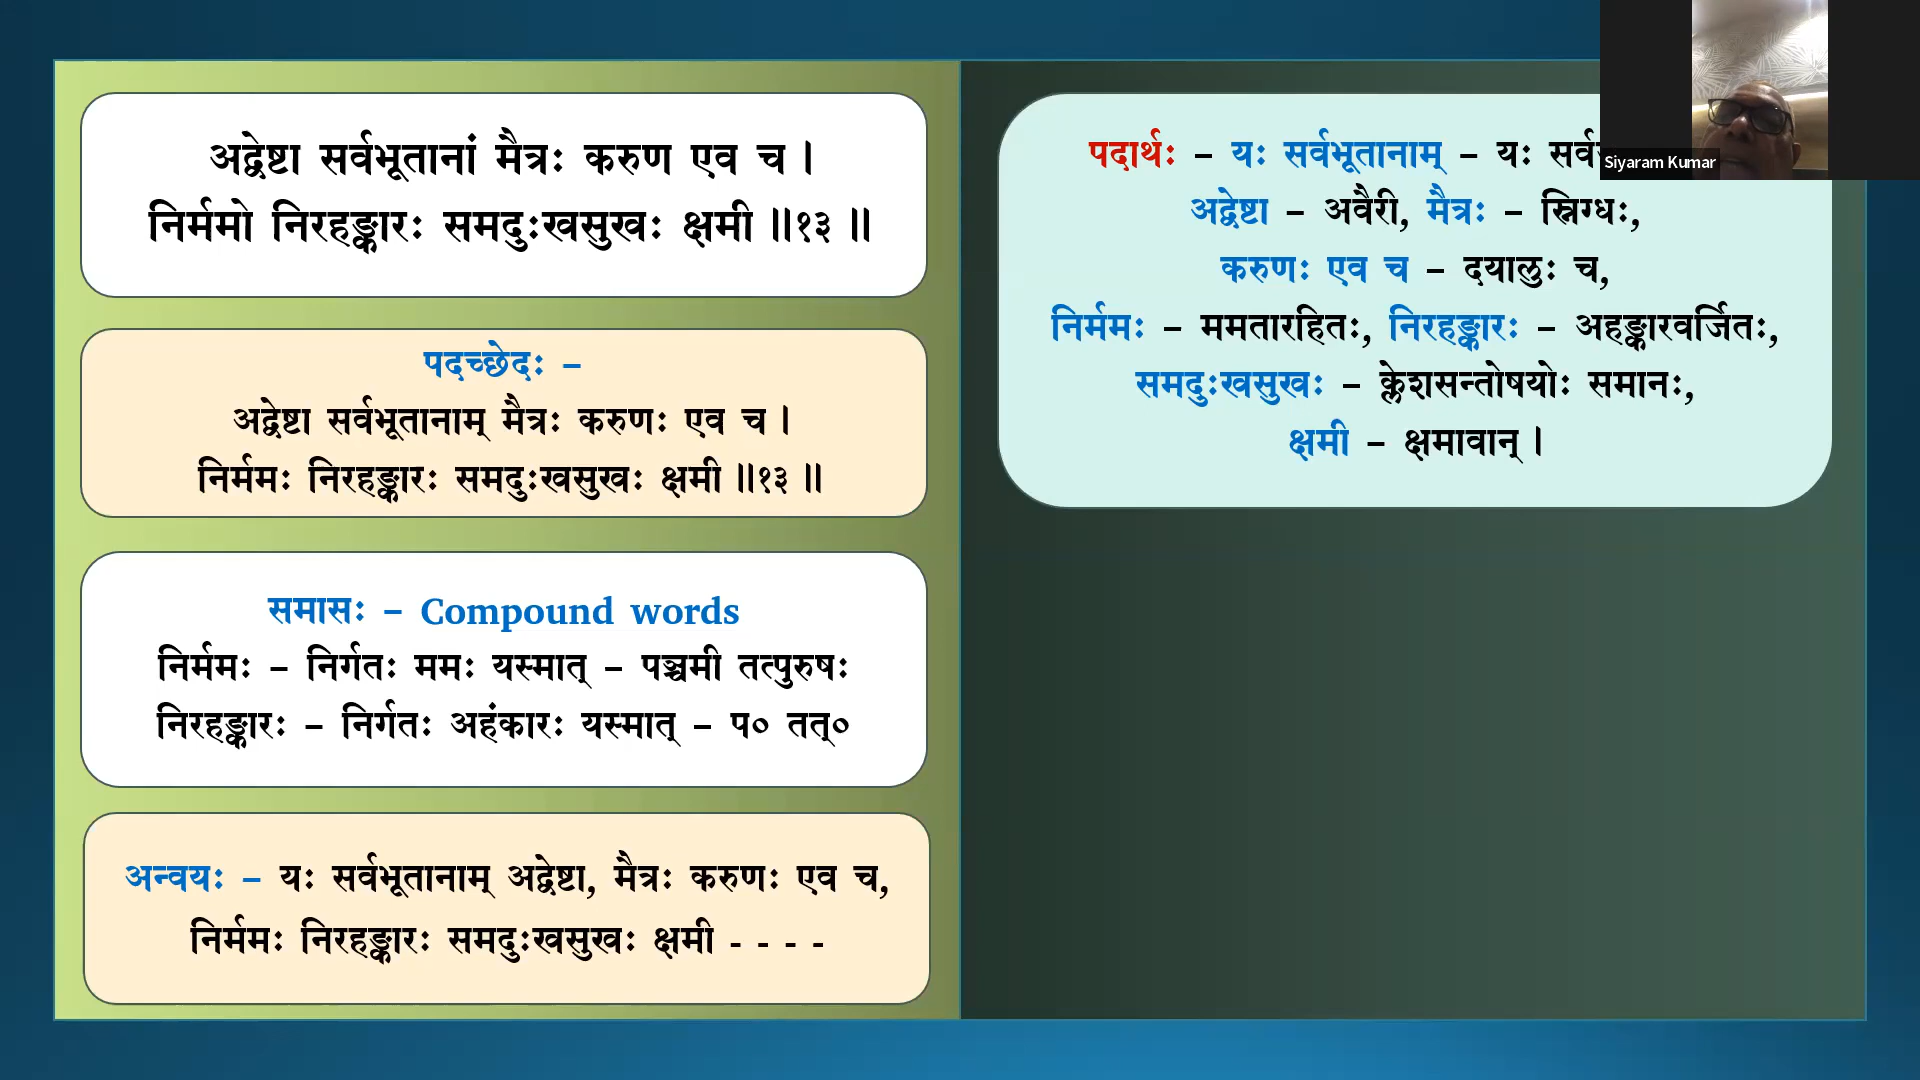 अद्वेष्टा सर्वभूतानां मैत्रः करुण एव च ।
निर्ममो निरहङ्कारः समदुःखसुखः क्षमी ॥१३ ॥
पदच्छेदः –
अद्वेष्टा सर्वभूतानाम् मैत्रः करुणः एव च ।
निर्ममः निरहङ्कारः समदुःखसुखः क्षमी ॥१३ ॥
समासः – Compound words
निर्ममः – निर्गतः ममः यस्मात् – पञ्चमी तत्पुरुषः
निरहङ्कारः – निर्गतः अहंकारः यस्मात् – प० तत्०
अन्वयः – यः सर्वभूतानाम् अद्वेष्टा, मैत्रः करुणः एव च,
निर्ममः निरहङ्कारः समदुःखसुखः क्षमी - - - -
पदार्थः – यः सर्वभूतानाम् – यः
अद्वेष्टा – अवैरी, मैत्रः – स्निग्धः,
करुणः एव च – दयालुः च,
निर्ममः – ममतारहितः, निरहङ्कारः – अहङ्कारवर्जितः,
समदुःखसुखः – क्लेशसन्तोषयोः समानः,
क्षमी – क्षमावान् ।
Siyaram Kumar